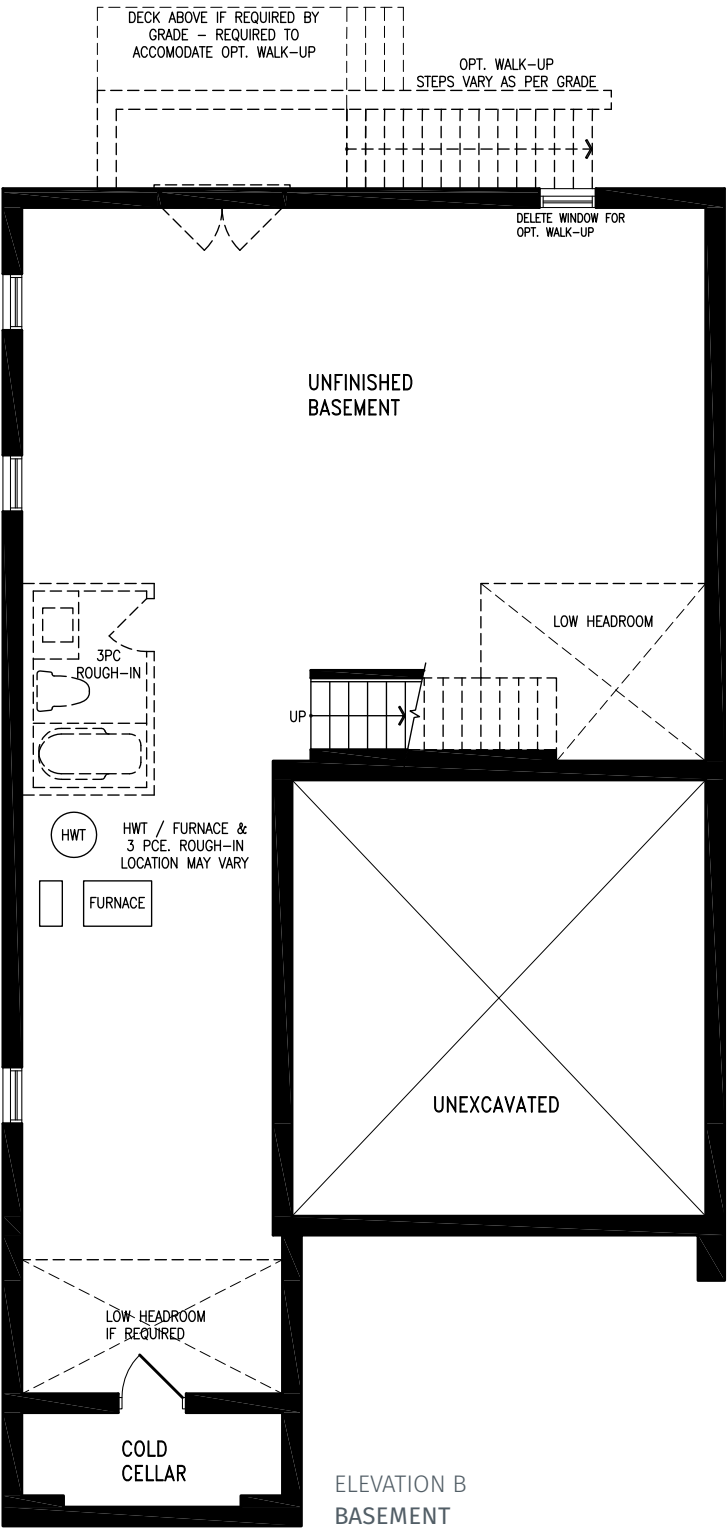 DECK ABOVE IF REQUIRED BY
GRADE - REQUIRED TO
ACCOMODATE OPT. WALK-UP
OPT. WALK-UP
STEPS VARY AS PER GRADE
DELETE WINDOW FOR
OPT. WALK-UP
UNFINISHED
BASEMENT
LOW HEADROOM
3PC
ROUGH-IN
UP
HWT
HWT / FURNACE &
3 PCE. ROUGH-IN
LOCATION MAY VARY
FURNACE
UNEXCAVATED
LOW HEADROOM
IF REQUIRED
COLD
CELLAR
ELEVATION B
BASEMENT